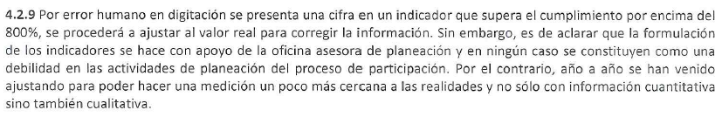 4.2.9 Por error humano en digitación se presenta una cifra en un indicador que supera el cumplimiento por encima del
800%, se procederá a ajustar al valor real para corregir la información. Sin embargo, es de aclarar que la formulación
de los indicadores se hace con apoyo de la oficina asesora de planeación y en ningún caso se constituyen como una
debilidad en las actividades de planeación del proceso de participación. Por el contrario, año a año se han venido
ajustando para poder hacer una medición un poco más cercana a las realidades y no sólo con información cuantitativa
sino también cualitativa.